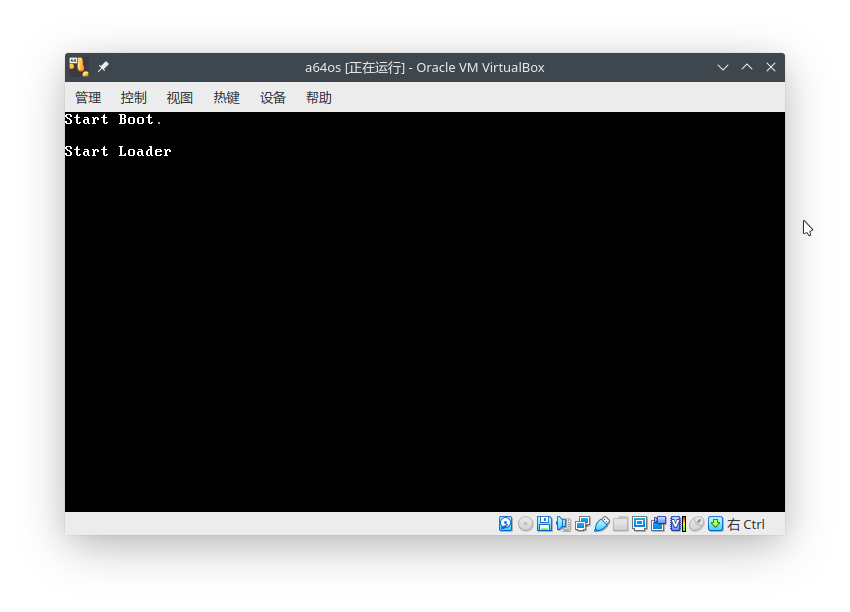 a64os [正在运行] - Oracle VM VirtualBox
管理 控制 视图 热键 设备 帮助
Start Boot.
Start Loader
右 Ctrl